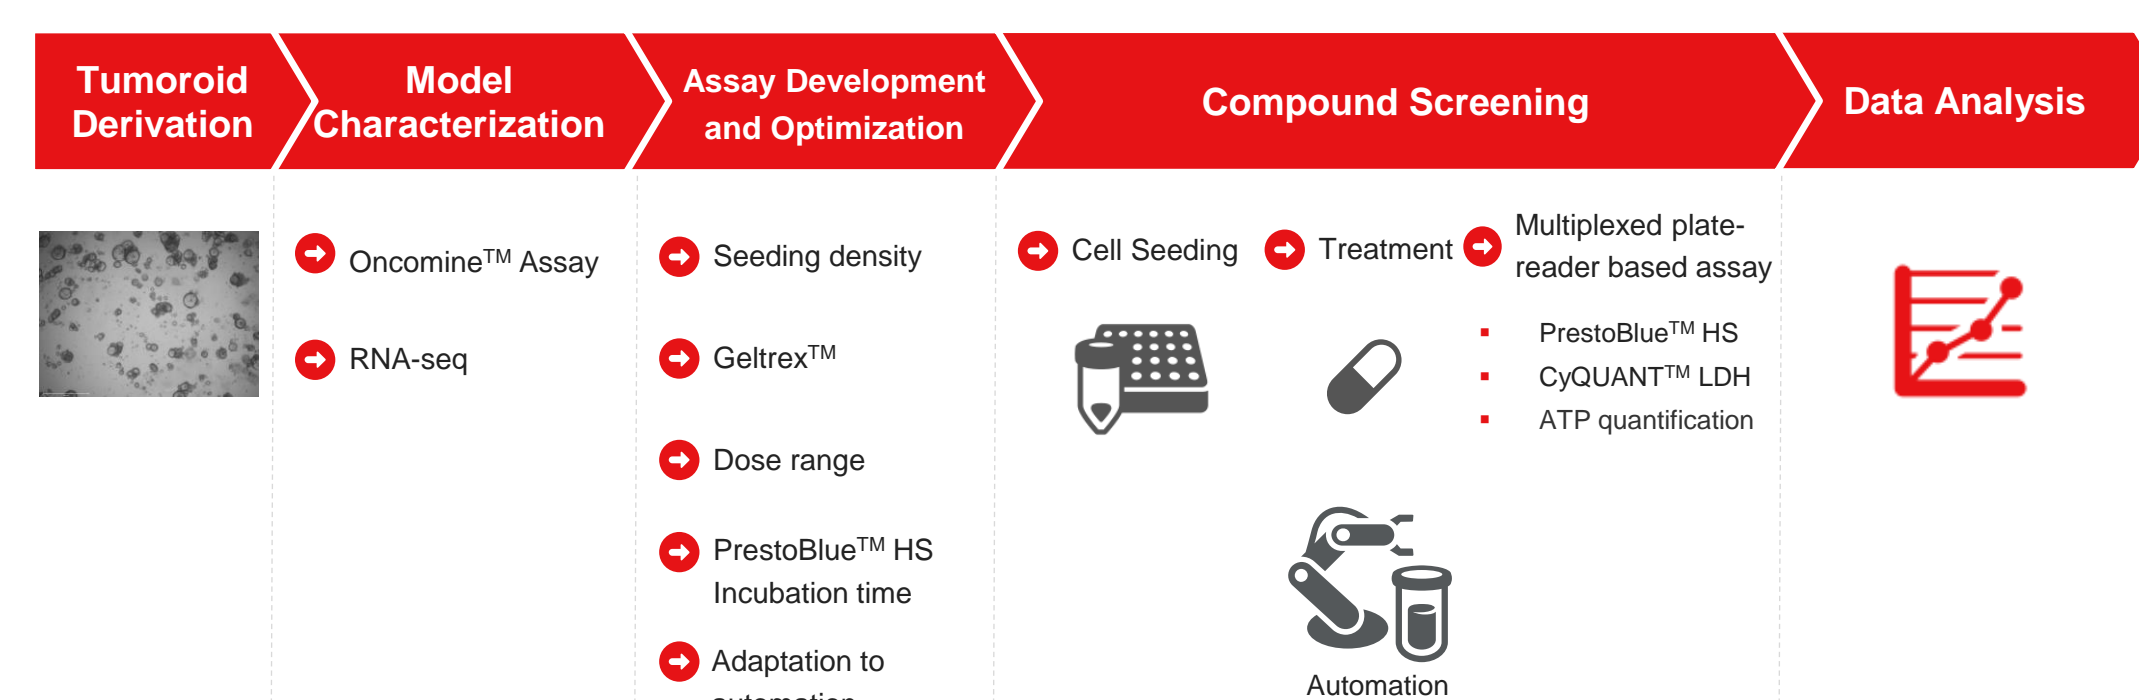 Tumoroid
Derivation
Model
Characterization
Assay Development
and Optimization
Compound Screening
Data Analysis
Oncomine™ Assay
RNA-seq
Seeding density
Geltrex™
Dose range
PrestoBlue™ HS
Incubation time
Adaptation to
automation
Cell Seeding
Treatment
Multiplexed plate-
reader based assay
PrestoBlue™ HS
CyQUANT™ LDH
ATP quantification
Automation